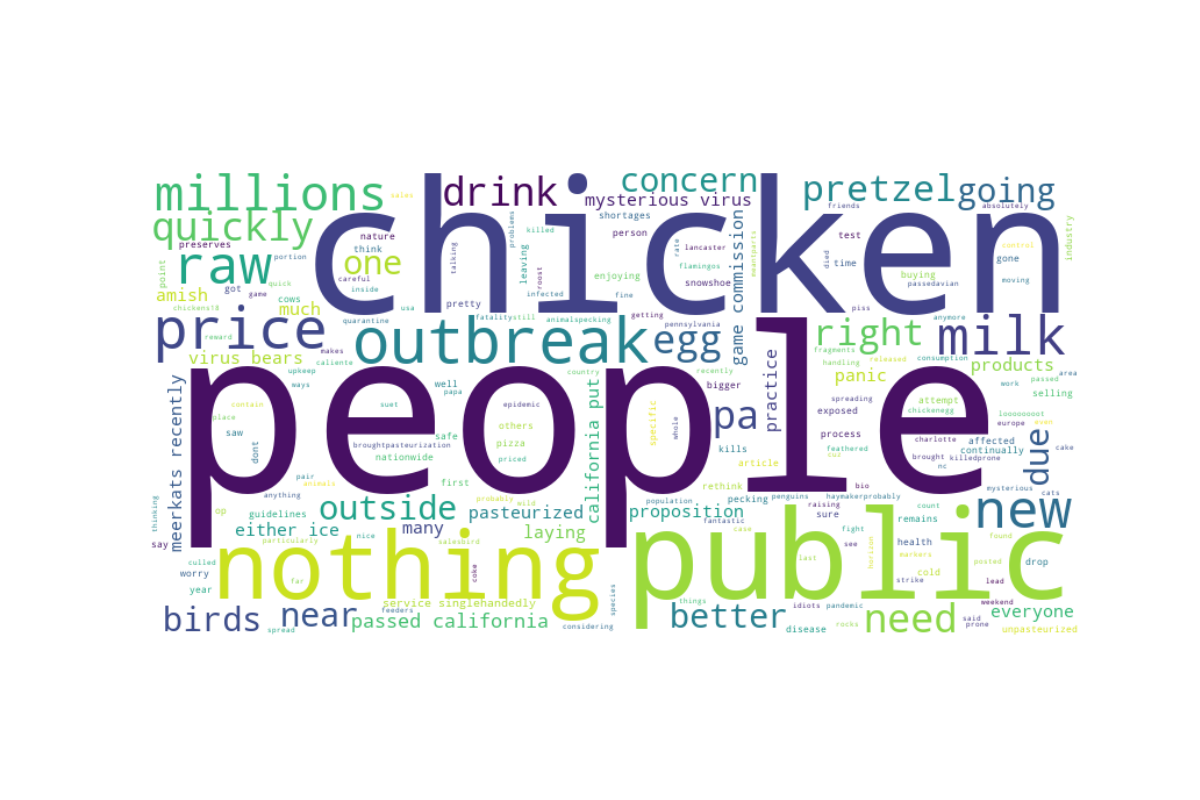 millions
drink
concern
mysterious virus
pretzel
going
sales
chicken
quickly
preserves
nature
think
careful
inside
person
shortages
killed
problems
talking
leaving
lancaster
flamingos
snowshoe
rate
meantparts
game commission
friends
absolutely
test
time
died
buying
passedavian
gone
control
moving
industry
point
portion
raw
one
amish
got
game
quick
cows
chickens10
much
usa
pretty
roost
infected
enjoying
fine
piss
price
reward
quarantine
fatality
still
animalspecking
getting
pennsylvania
outbreak
egg
right
milk
anymore
virus bears
upkeep
makes
caliente
ways
recently
country
fragments
handling
released
consumption
panic
products
work
passed
area
selling
bigger
practice
spreading
exposed
attempt
chickenegg
looooooot
europe
even
cake
meerkats recently
contain
place
saw
dont
people
well
papa
suet
epidemic
others
safe
broughtpasteurization
pizza
nationwide
priced
first
california put
specific
whole
pa
kills
article
process
feathered
cus
charlotte
brought
nc
affected
continually
killedprone
due
mysterious
cats
rethink
bio
pair
anything
animals
op
guidelines
outside
probably
wild
pasteurized
population
pecking
penguins
haymakerprobably
proposition
raising
sure
fantastic
count
remains
new
thinking
say
either ice
particularly
many
nice
salesbird
laying
case
last
fight
see
horizon
health
markers
found
cold
posted
drop
culled
worry
year
far
nothing
coke
public
strike
lead
weekend
birds
near
spread
feeders
service singlehandedly
passed california
species
considering
things
better
idiots
pandemic
disease
rocks
need
said
prone
everyone
unpasteurized